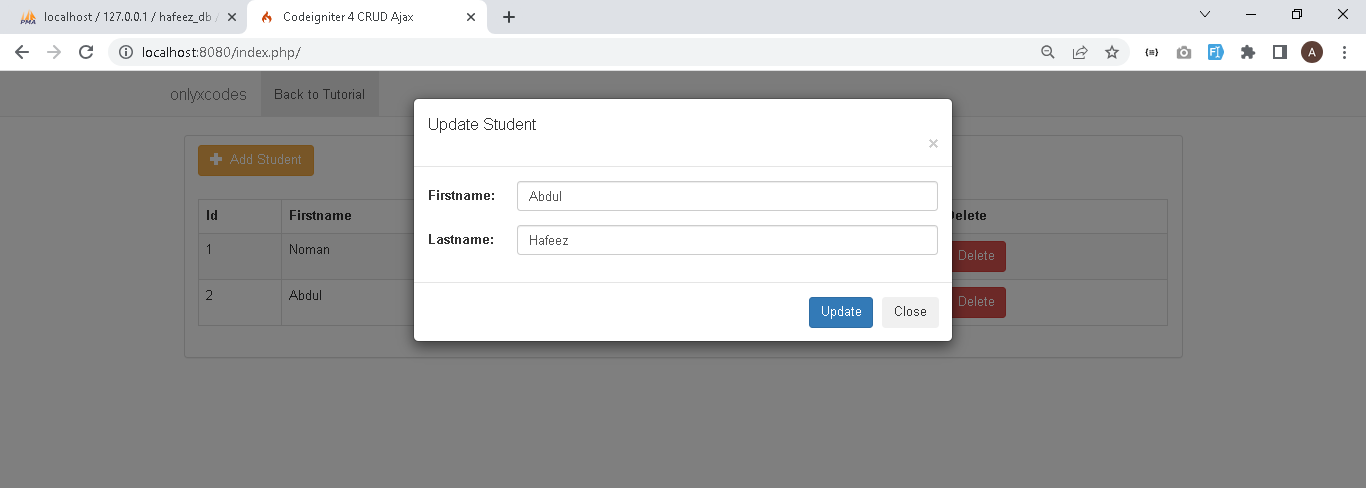 PMA localhost / 127.0.0.1 / hafeez_db /
Codeigniter 4 CRUD Ajax
localhost:8080/index.php/
A
onlyxcodes
Back to Tutorial
Update Student
×
Firstname:
Abdul
Lastname:
Hafeez
Update
Close
Add Student
Id
Firstname
Delete
1
Noman
Delete
2
Abdul
Delete